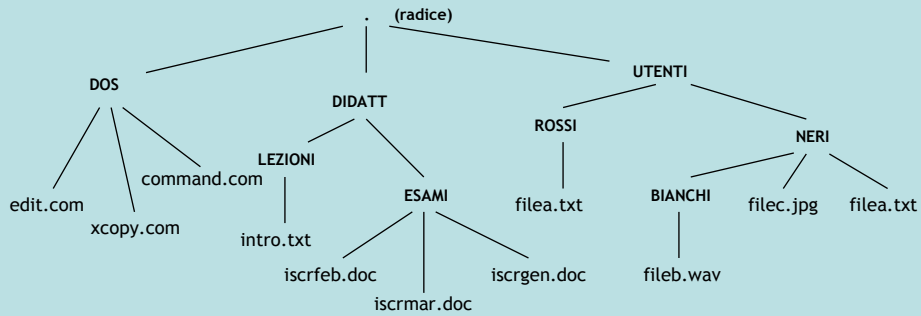 . (radice)
DOS
DIDATT
UTENTI
LEZIONI
ROSSI
NERI
edit.com
xcopy.com
command.com
intro.txt
ESAMI
filea.txt
BIANCHI
filec.jpg
filea.txt
iscrfeb.doc
iscrmar.doc
iscrgen.doc
fileb.wav